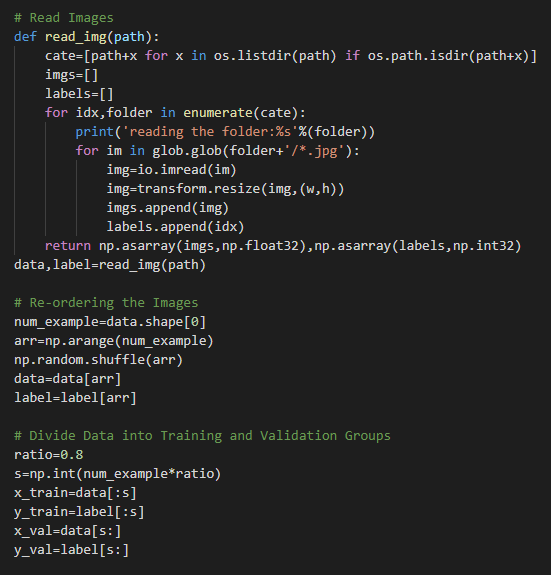 # Read Images
def read_img(path):
    cate=[path+x for x in os.listdir(path) if os.path.isdir(path+x)]
    imgs=[]
    labels=[]
    for idx,folder in enumerate(cate):
        print('reading the folder:%s'%(folder))
        for im in glob.glob(folder+'/*.jpg'):
            img=io.imread(im)
            img=transform.resize(img,(w,h))
            imgs.append(img)
            labels.append(idx)
    return np.asarray(imgs,np.float32),np.asarray(labels,np.int32)
data,label=read_img(path)

# Re-ordering the Images
num_example=data.shape[0]
arr=np.arange(num_example)
np.random.shuffle(arr)
data=data[arr]
label=label[arr]

# Divide Data into Training and Validation Groups
ratio=0.8
s=np.int(num_example*ratio)
x_train=data[:s]
y_train=label[:s]
x_val=data[s:]
y_val=label[s:]